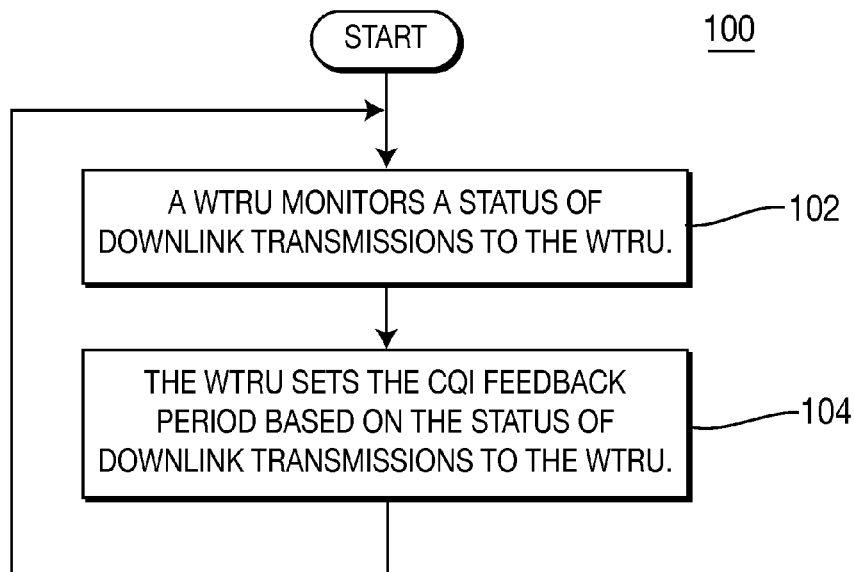 START
100
A WTRU MONITORS A STATUS OF
DOWNLINK TRANSMISSIONS TO THE WTRU.
102
THE WTRU SETS THE CQI FEEDBACK
PERIOD BASED ON THE STATUS OF
DOWNLINK TRANSMISSIONS TO THE WTRU.
104